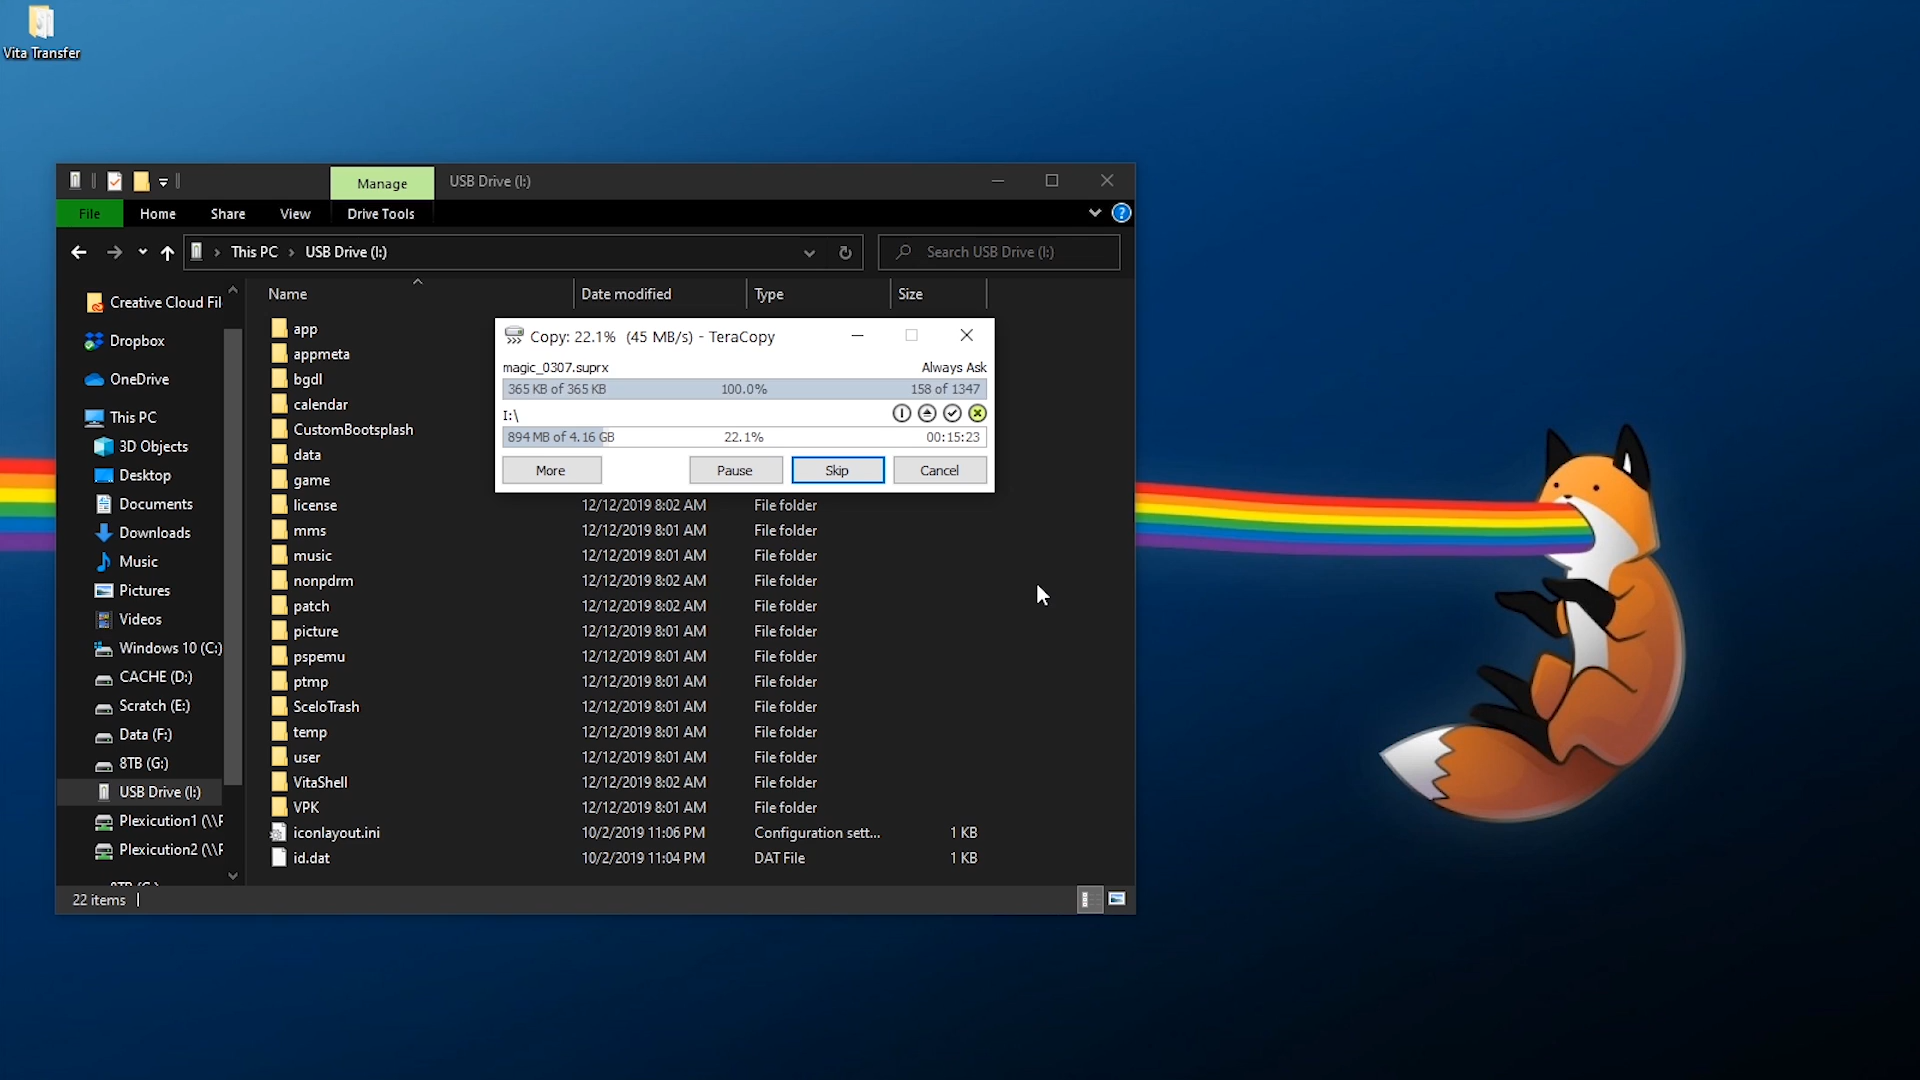 Vita Transfer
Manage
USB Drive (I:)
File
Home
Share
View
Drive Tools
This PC
USB Drive (I:)
Search USB Drive (I:)
Creative Cloud Fil
Dropbox
OneDrive
This PC
3D Objects
Desktop
Documents
Downloads
Music
Pictures
Videos
Windows 10 (C:)
CACHE (D:)
Scratch (E:)
Data (F:)
8TB (G:)
USB Drive (I:)
Plexicution1 (\\F
Plexicution2 (\\F
Name
Date modified
Type
Size
app
appmeta
bgdl
calendar
CustomBootsplash
data
game
license 12/12/2019 8:02 AM File folder
mms 12/12/2019 8:01 AM File folder
music 12/12/2019 8:01 AM File folder
nonpdrm 12/12/2019 8:02 AM File folder
patch 12/12/2019 8:02 AM File folder
picture 12/12/2019 8:01 AM File folder
pspemu 12/12/2019 8:01 AM File folder
ptmp 12/12/2019 8:01 AM File folder
SceIoTrash 12/12/2019 8:01 AM File folder
temp 12/12/2019 8:01 AM File folder
user 12/12/2019 8:01 AM File folder
VitaShell 12/12/2019 8:02 AM File folder
VPK 12/12/2019 8:01 AM File folder
iconlayout.ini 10/2/2019 11:06 PM Configuration sett... 1 KB
id.dat 10/2/2019 11:04 PM DAT File 1 KB
Copy: 22.1% (45 MB/s) - TeraCopy
magic_0307.suprx
Always Ask
365 KB of 365 KB 100.0% 158 of 1347
I:\
894 MB of 4.16 GB 22.1% 00:15:23
More
Pause
Skip
Cancel
22 items